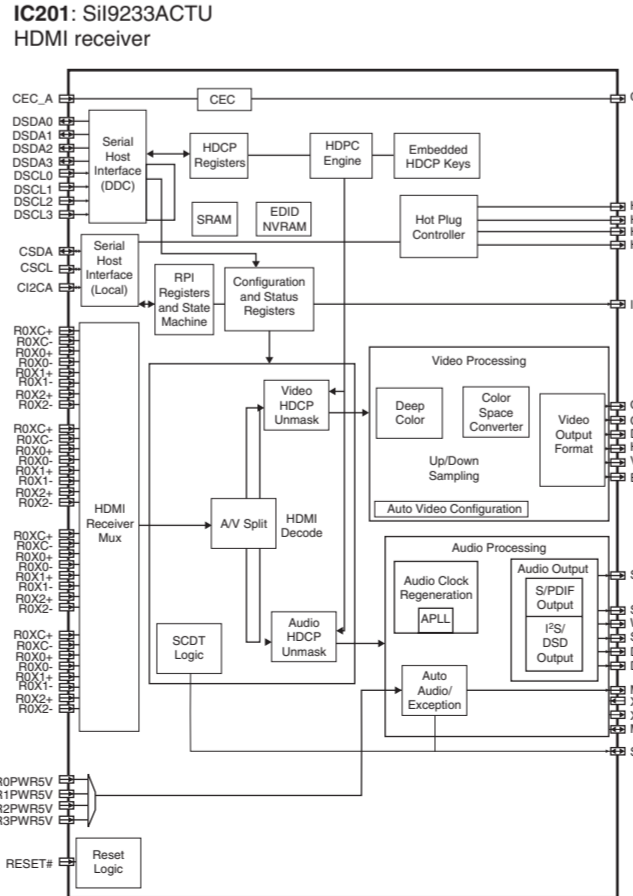 IC201: SiI9233ACTU
HDMI receiver
CEC_A
CEC
DSDA0
DSDA1
DSDA2
DSDA3
DSCL0
DSCL1
DSCL2
DSCL3
Serial
Host
Interface
(DDC)
HDCP
Registers
HDPC
Engine
Embedded
HDCP Keys
SRAM
EDID
NVRAM
Hot Plug
Controller
CSDA
CSCL
CI2CA
Serial
Host
Interface
(Local)
RPI
Registers
and State
Machine
Configuration
and Status
Registers
R0XC+
R0XC-
R0X0+
R0X0-
R0X1+
R0X1-
R0X2+
R0X2-
R0XC+
R0XC-
R0X0+
R0X0-
R0X1+
R0X1-
R0X2+
R0X2-
R0XC+
R0XC-
R0X0+
R0X0-
R0X1+
R0X1-
R0X2+
R0X2-
R0XC+
R0XC-
R0X0+
R0X0-
R0X1+
R0X1-
R0X2+
R0X2-
HDMI
Receiver
Mux
Video
HDCP
Unmask
A/V Split
HDMI
Decode
Audio
HDCP
Unmask
SCDT
Logic
Video Processing
Deep
Color
Color
Space
Converter
Video
Output
Format
Up/Down
Sampling
Auto Video Configuration
Audio Processing
Audio Clock
Regeneration
APLL
Audio Output
S/PDIF
Output
I²S/
DSD
Output
Auto
Audio/
Exception
R0PWR5V
R1PWR5V
R2PWR5V
R3PWR5V
RESET#
Reset
Logic